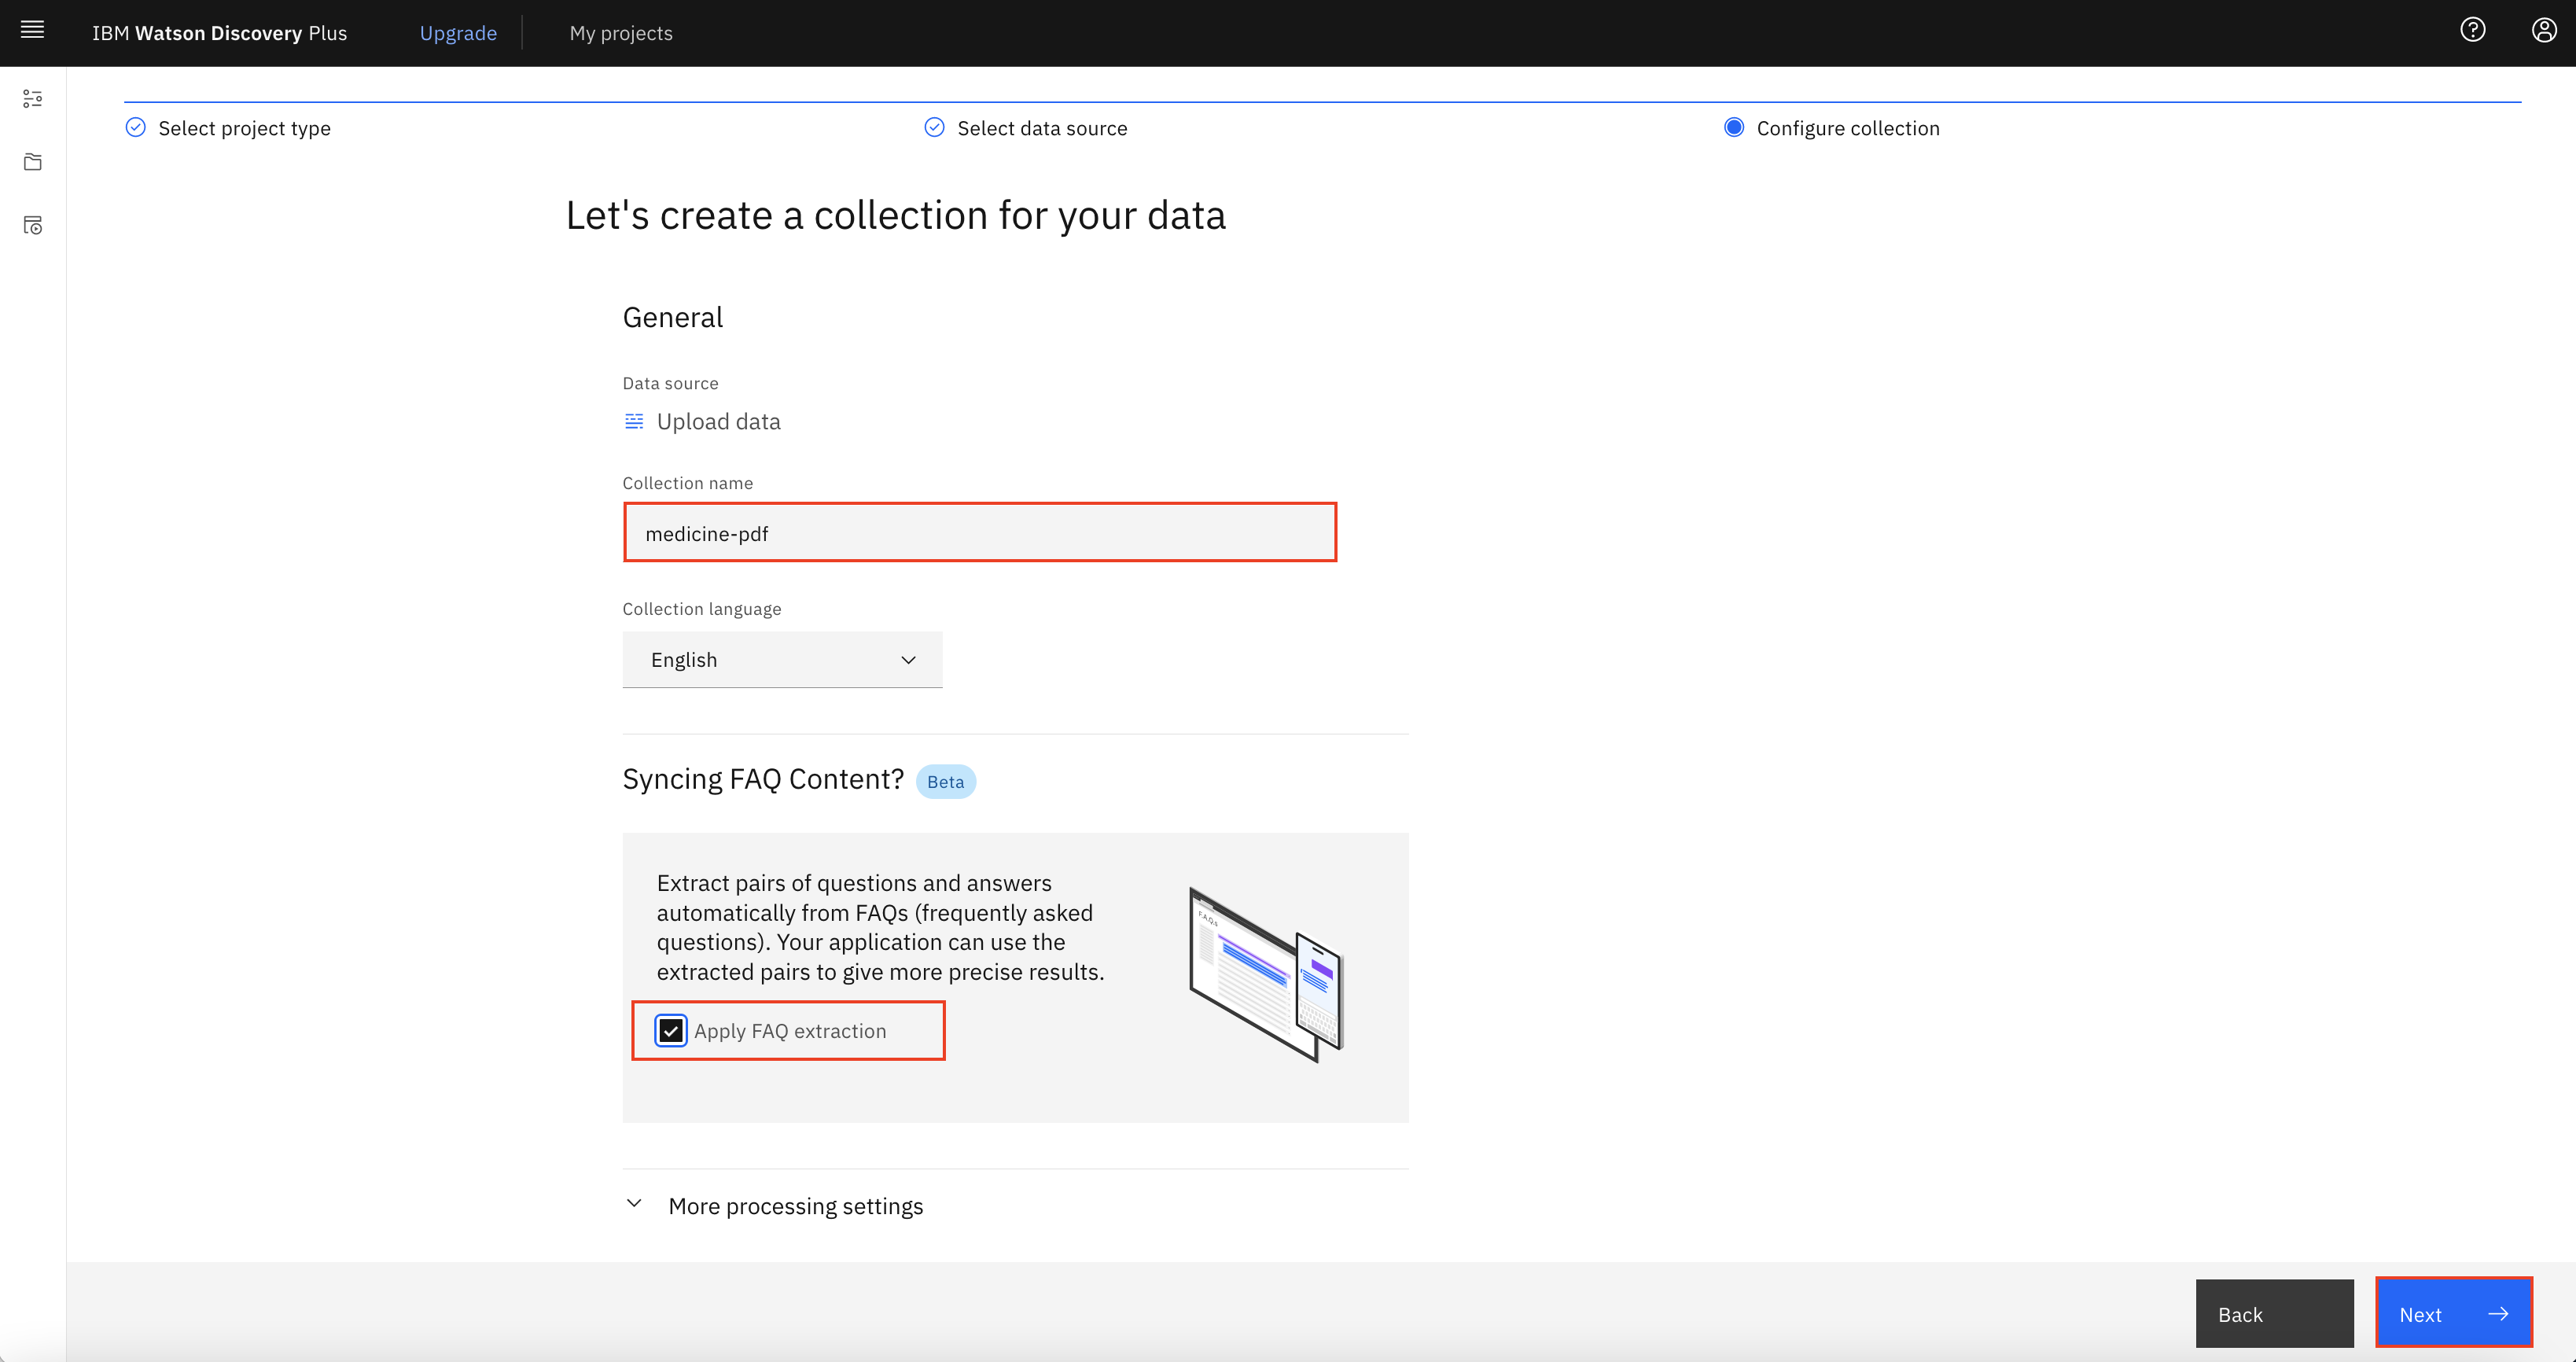 IBM Watson Discovery Plus
Upgrade
My projects
Select project type
Select data source
Configure collection
Let's create a collection for your data
General
Data source
Upload data
Collection name
medicine-pdf
Collection language
English
Syncing FAQ Content?
Beta
Extract pairs of questions and answers
automatically from FAQs (frequently asked
questions). Your application can use the
extracted pairs to give more precise results.
F.A.Q.s
Apply FAQ extraction
More processing settings
Back
Next